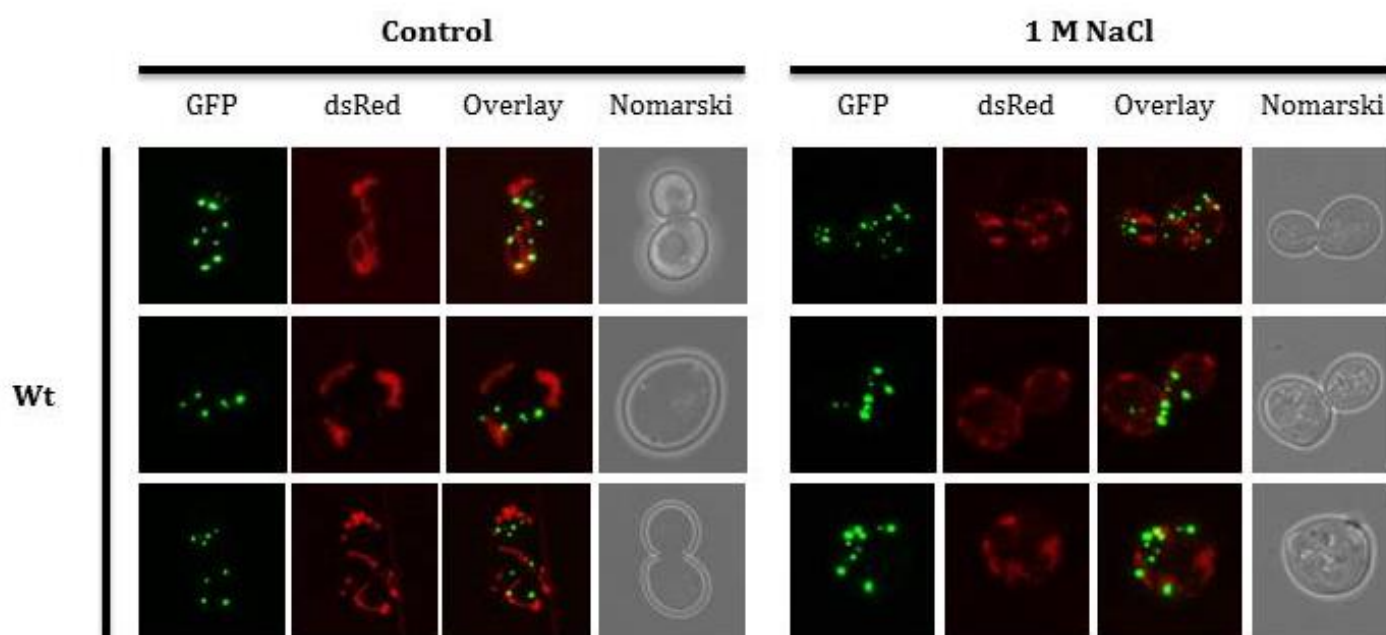 Control 1 M NaCl
GFP dsRed Overlay Nomarski GFP dsRed Overlay Nomarski
Wt